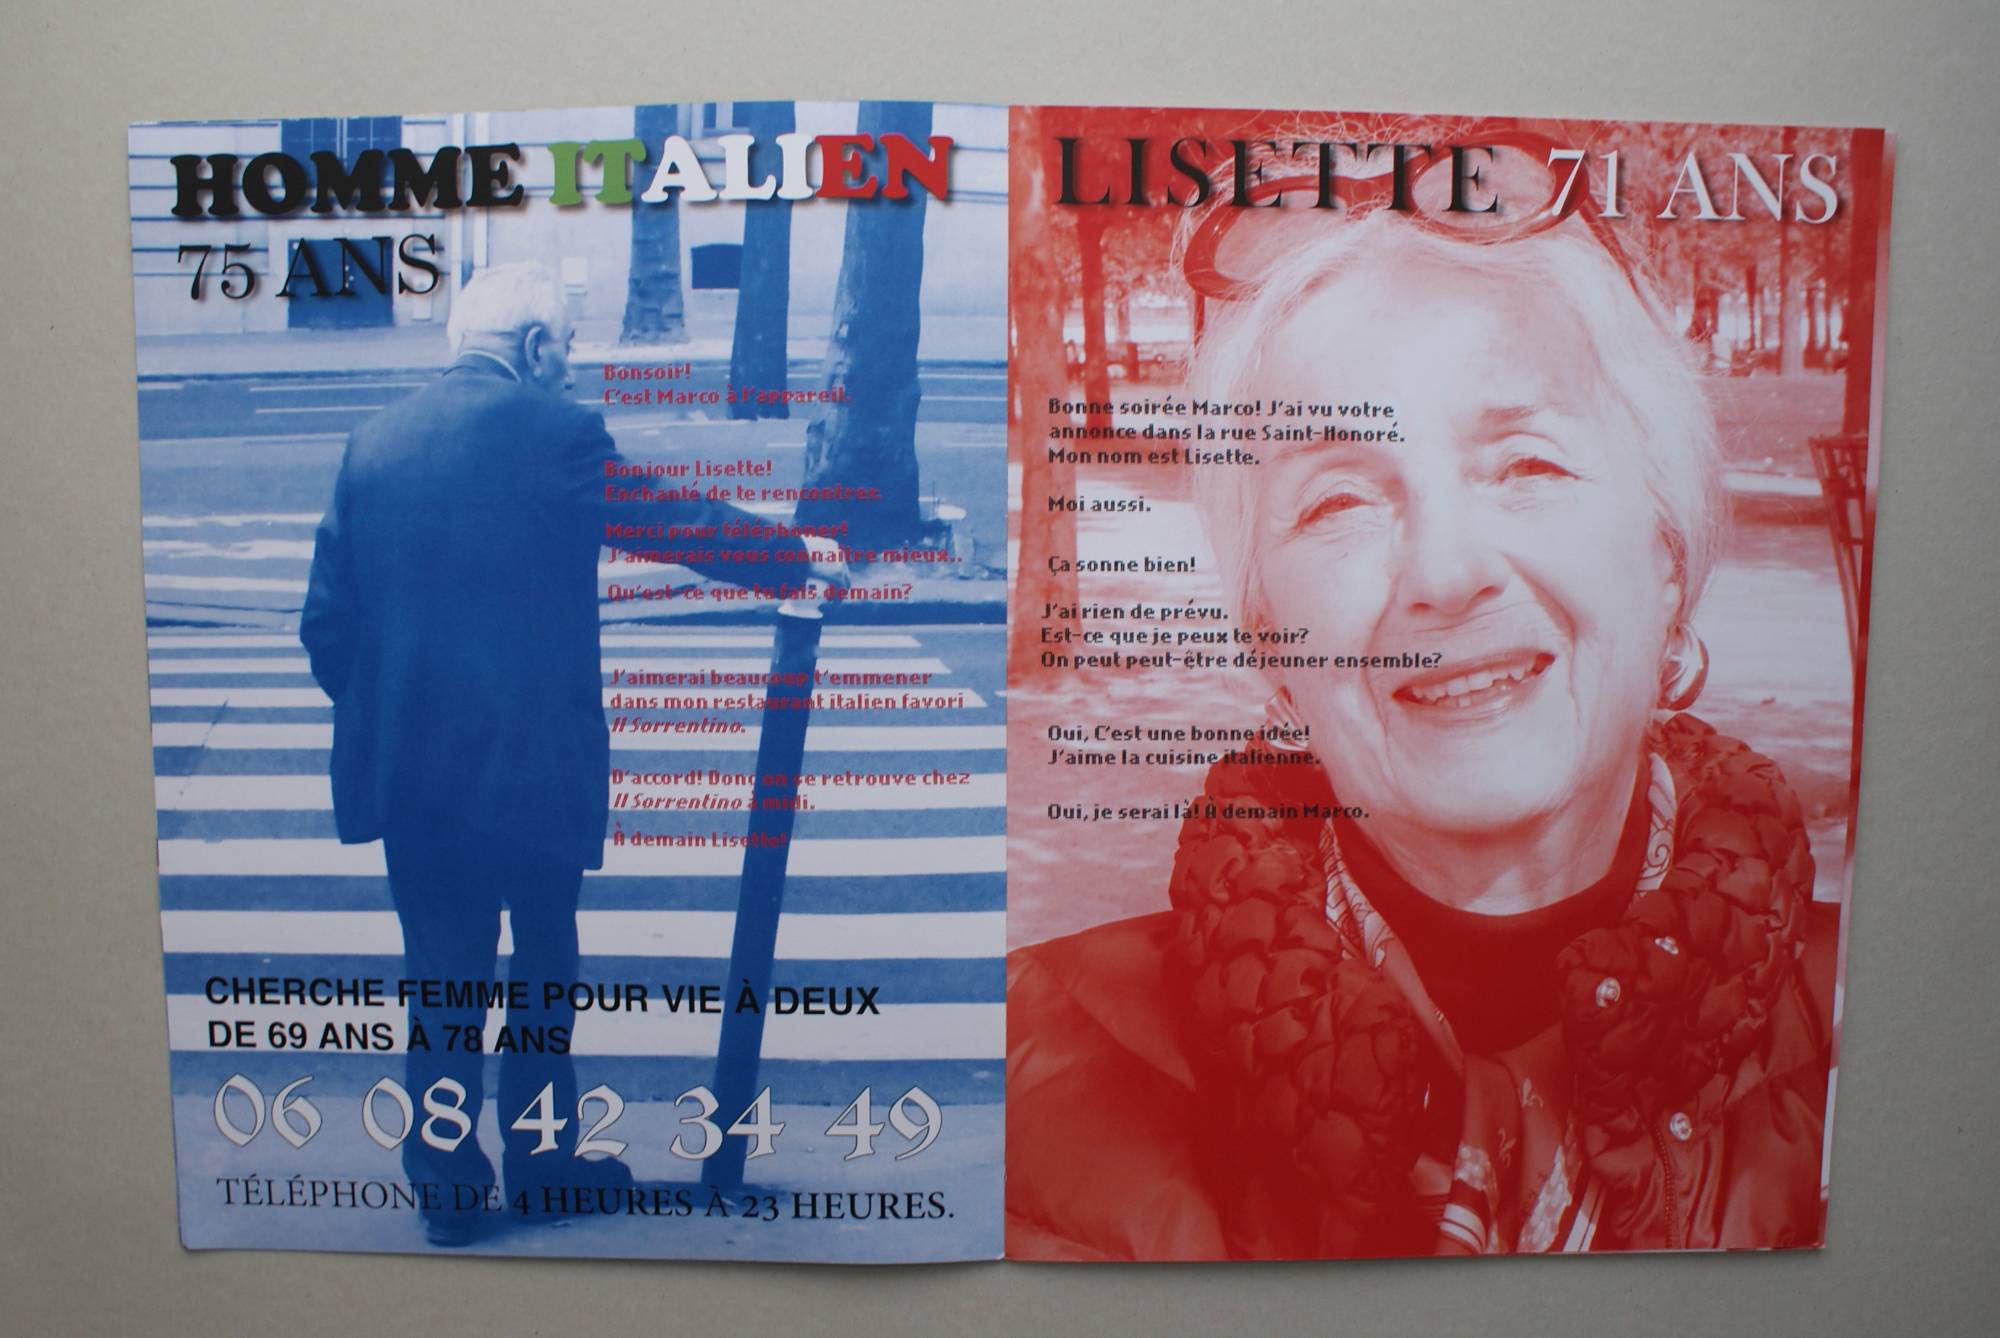 HOMME ITALIEN
75 ANS
Bonsoir!
C'est Marco à l'appareil.
Bonjour Lisette!
Enchanté de te rencontrer.
Merci pour téléphoner!
J'aimerais vous connaître mieux..
Qu'est-ce que tu fais demain?
J'aimerai beaucoup t'emmener
dans mon restaurant italien favori
Il Sorrentino.
D'accord! Donc on se retrouve chez
Il Sorrentino à midi.
À demain Lisette!
CHERCHE FEMME POUR VIE À DEUX
DE 69 ANS À 78 ANS
06 08 42 34 49
TÉLÉPHONE DE 4 HEURES À 23 HEURES.
LISETTE 71 ANS
Bonne soirée Marco! J'ai vu votre
annonce dans la rue Saint-Honoré.
Mon nom est Lisette.
Moi aussi.
Ça sonne bien!
J'ai rien de prévu.
Est-ce que je peux te voir?
On peut peut-être déjeuner ensemble?
Oui, C'est une bonne idée!
J'aime la cuisine italienne.
Oui, je serai là! À demain Marco.